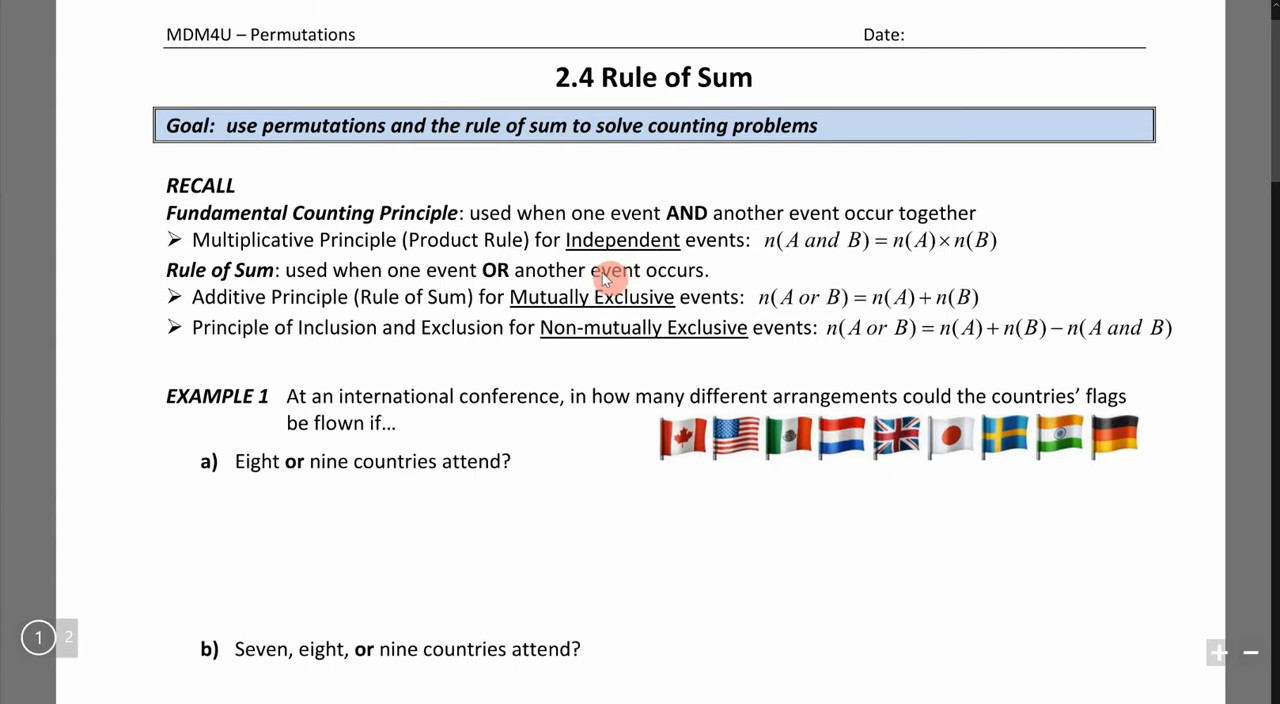 MDM4U – Permutations Date:
2.4 Rule of Sum
Goal: use permutations and the rule of sum to solve counting problems
RECALL
Fundamental Counting Principle: used when one event AND another event occur together
➢ Multiplicative Principle (Product Rule) for Independent events: n(A and B) = n(A) × n(B)
Rule of Sum: used when one event OR another event occurs.
➢ Additive Principle (Rule of Sum) for Mutually Exclusive events: n(A or B) = n(A) + n(B)
➢ Principle of Inclusion and Exclusion for Non-mutually Exclusive events: n(A or B) = n(A) + n(B) − n(A and B)
EXAMPLE 1 At an international conference, in how many different arrangements could the countries’ flags
be flown if…
a) Eight or nine countries attend?
1 2
b) Seven, eight, or nine countries attend?